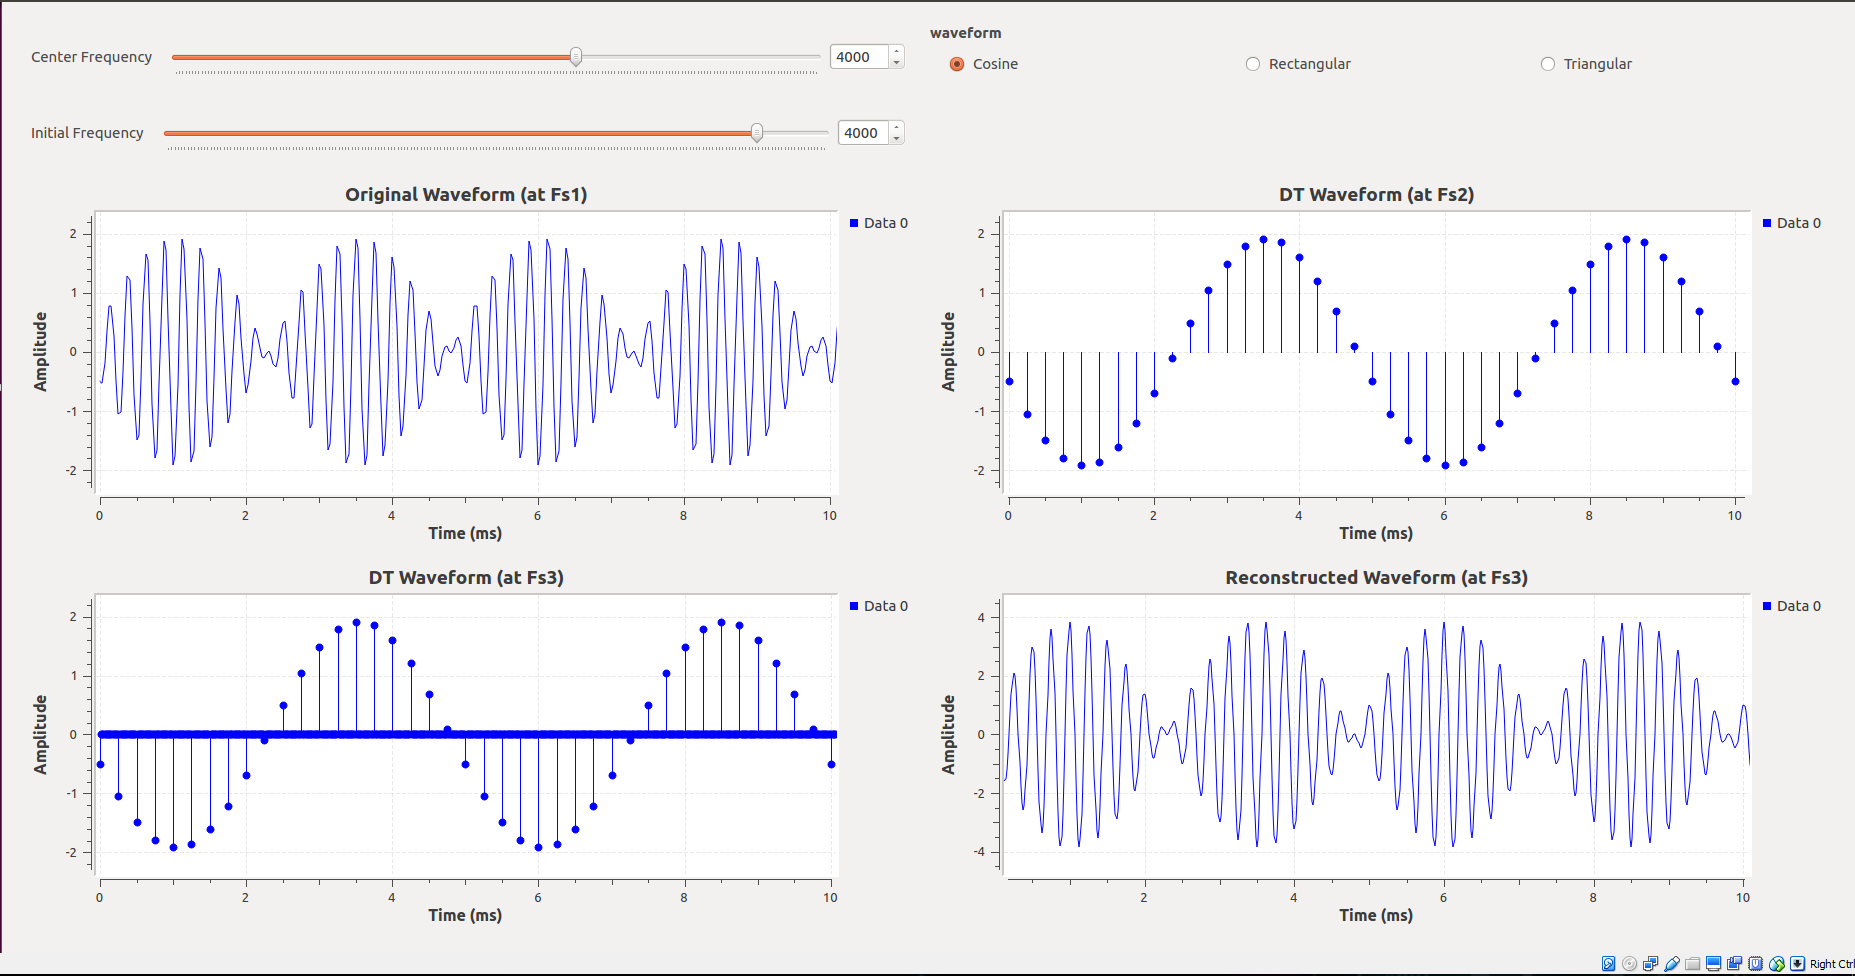 waveform
Center Frequency 4000
Cosine Rectangular Triangular
Initial Frequency 4000
Original Waveform (at Fs1)
Data 0
2
1
0
-1
-2
Amplitude
0 2 4 6 8 10
Time (ms)
DT Waveform (at Fs2)
Data 0
2
1
0
-1
-2
Amplitude
0 2 4 6 8 10
Time (ms)
DT Waveform (at Fs3)
Data 0
2
1
0
-1
-2
Amplitude
0 2 4 6 8 10
Time (ms)
Reconstructed Waveform (at Fs3)
Data 0
4
2
0
-2
-4
Amplitude
2 4 6 8 10
Time (ms)
Right Ctrl